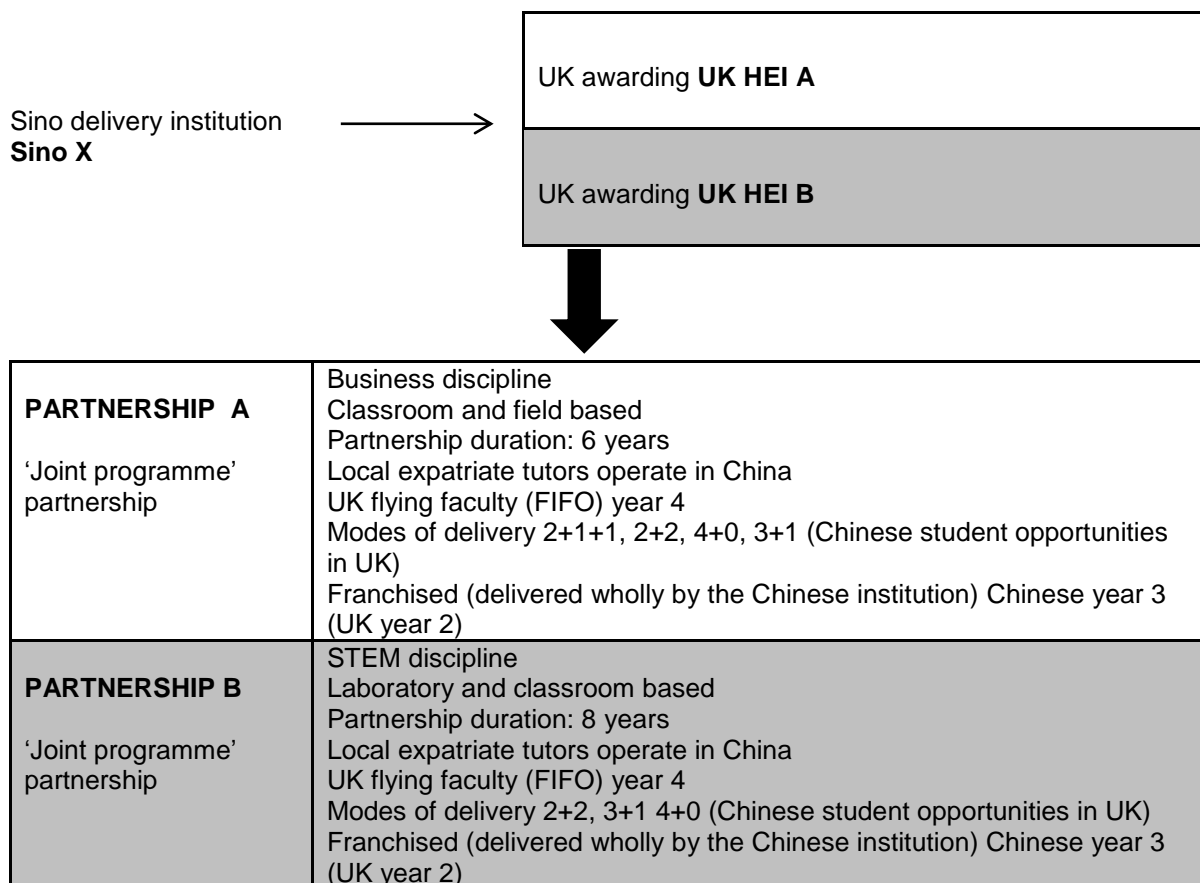 UK awarding UK HEI A
Sino delivery institution
Sino X
UK awarding UK HEI B
PARTNERSHIP A
‘Joint programme’
partnership
Business discipline
Classroom and field based
Partnership duration: 6 years
Local expatriate tutors operate in China
UK flying faculty (FIFO) year 4
Modes of delivery 2+1+1, 2+2, 4+0, 3+1 (Chinese student opportunities
in UK)
Franchised (delivered wholly by the Chinese institution) Chinese year 3
(UK year 2)
PARTNERSHIP B
‘Joint programme’
partnership
STEM discipline
Laboratory and classroom based
Partnership duration: 8 years
Local expatriate tutors operate in China
UK flying faculty (FIFO) year 4
Modes of delivery 2+2, 3+1 4+0 (Chinese student opportunities in UK)
Franchised (delivered wholly by the Chinese institution) Chinese year 3
(UK year 2)